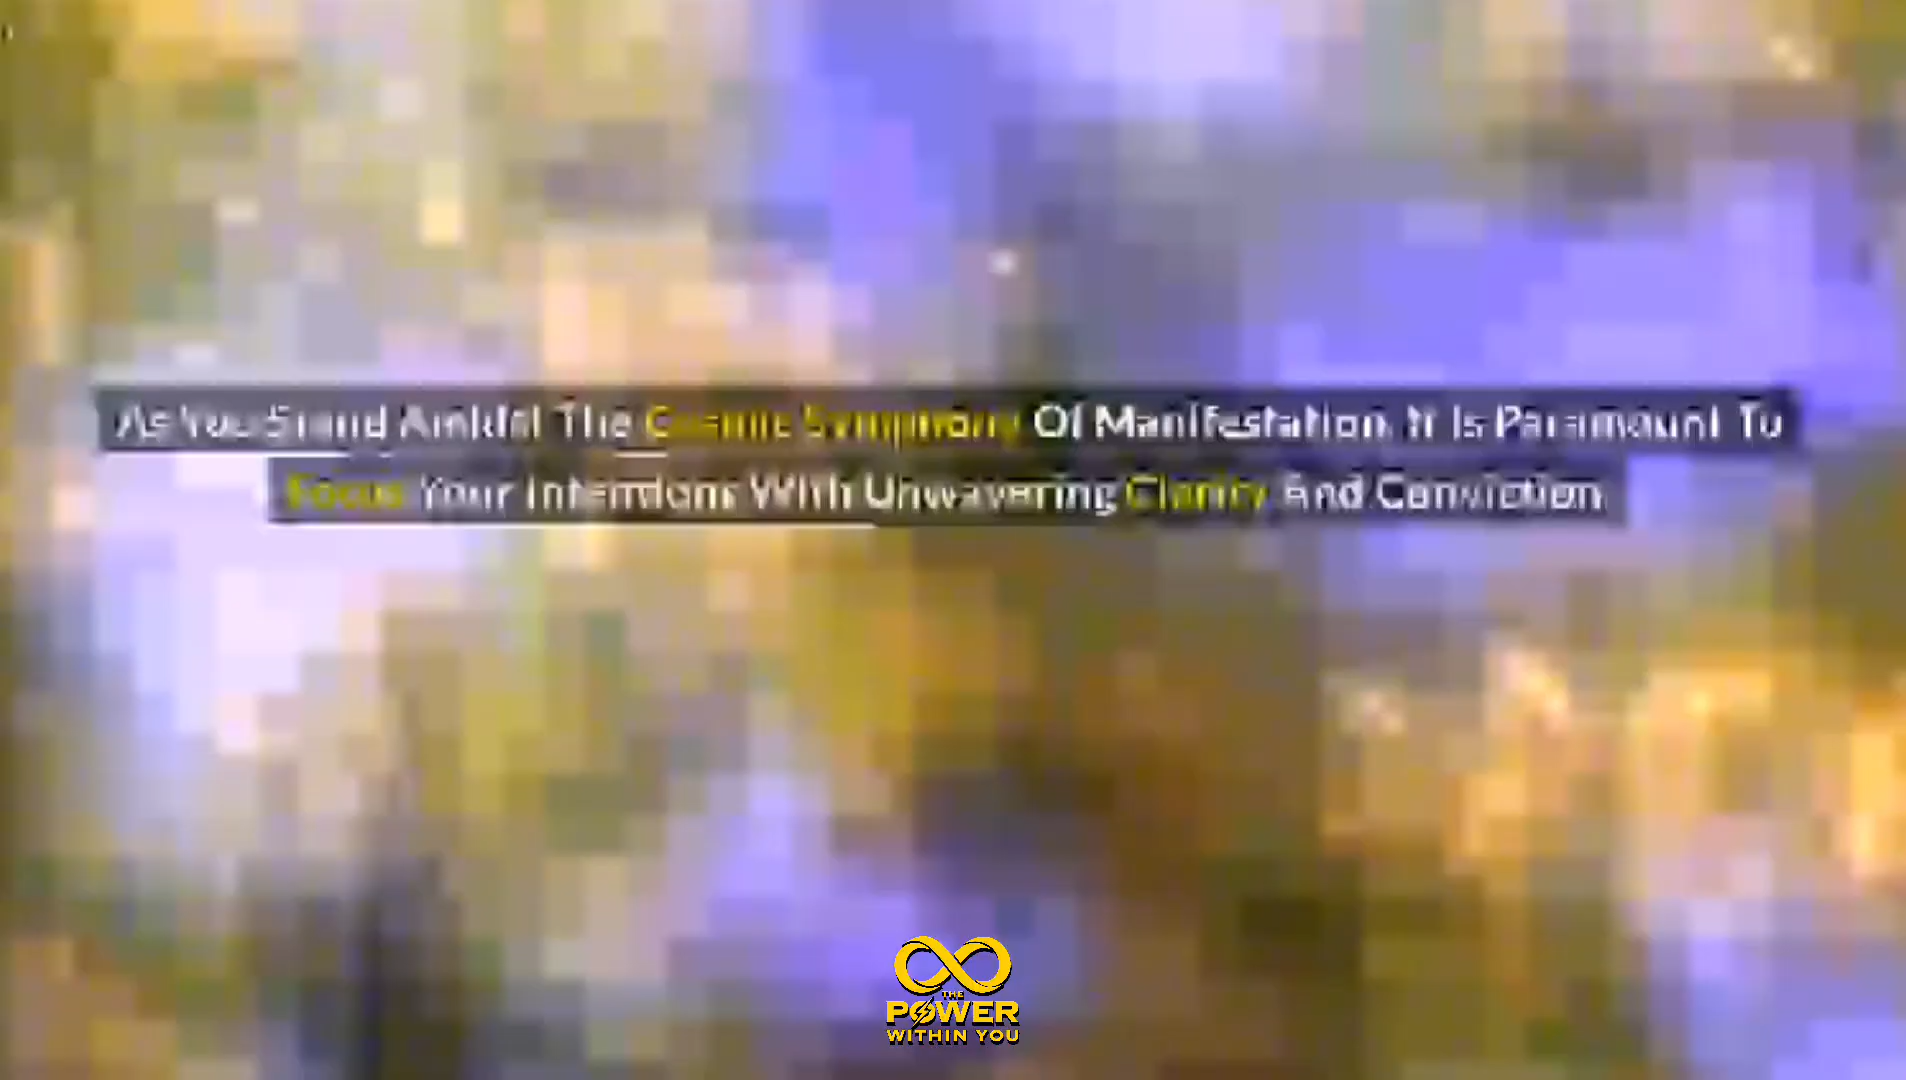 As You Stand Amidst The Cosmic Symphony Of Manifestation, It Is Paramount To
Focus Your Intentions With Unwavering Clarity And Conviction
THE
POWER
WITHIN YOU